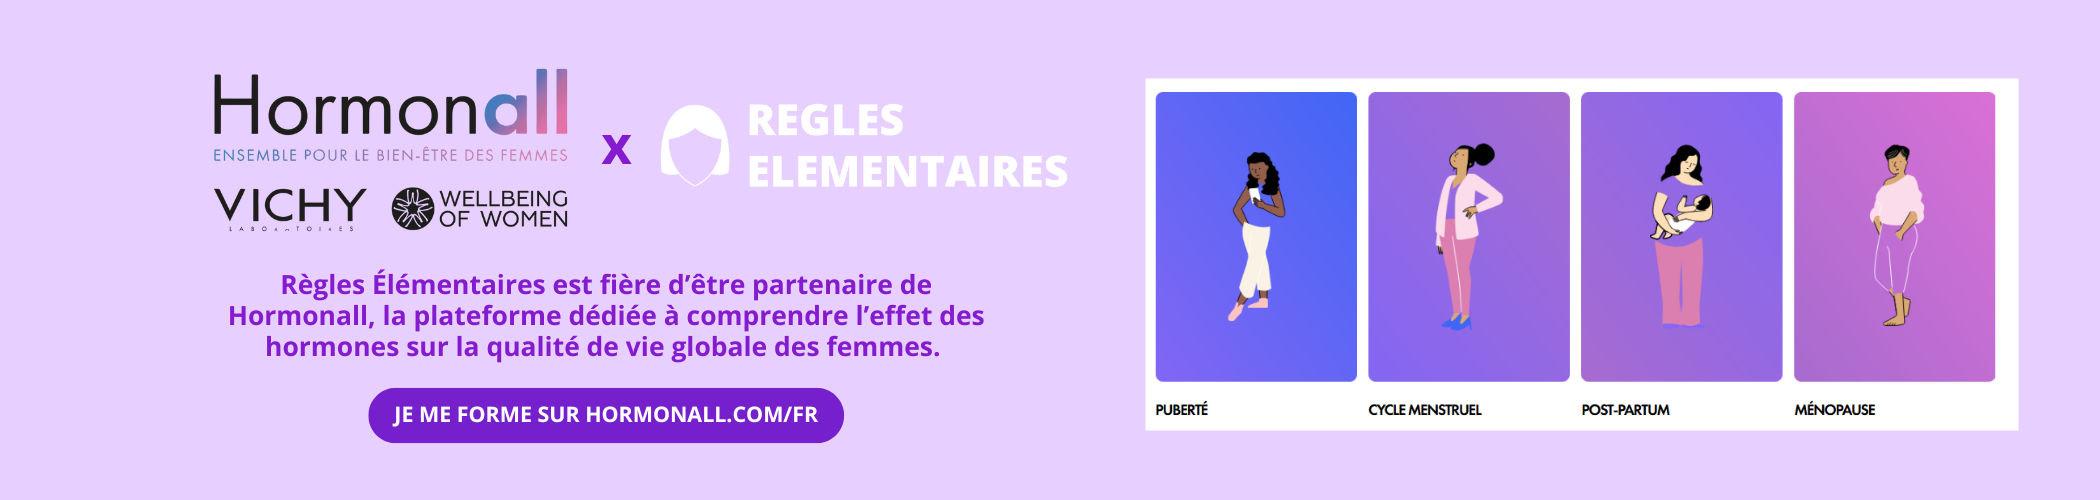 Hormonall
ENSEMBLE POUR LE BIEN-ÊTRE DES FEMMES
VICHY
LABORATOIRES
WELLBEING
OF WOMEN
x
REGLES
ELEMENTAIRES
Règles Élémentaires est fière d’être partenaire de
Hormonall, la plateforme dédiée à comprendre l’effet des
hormones sur la qualité de vie globale des femmes.
JE ME FORME SUR HORMONALL.COM/FR
PUBERTÉ
CYCLE MENSTRUEL
POST-PARTUM
MÉNOPAUSE